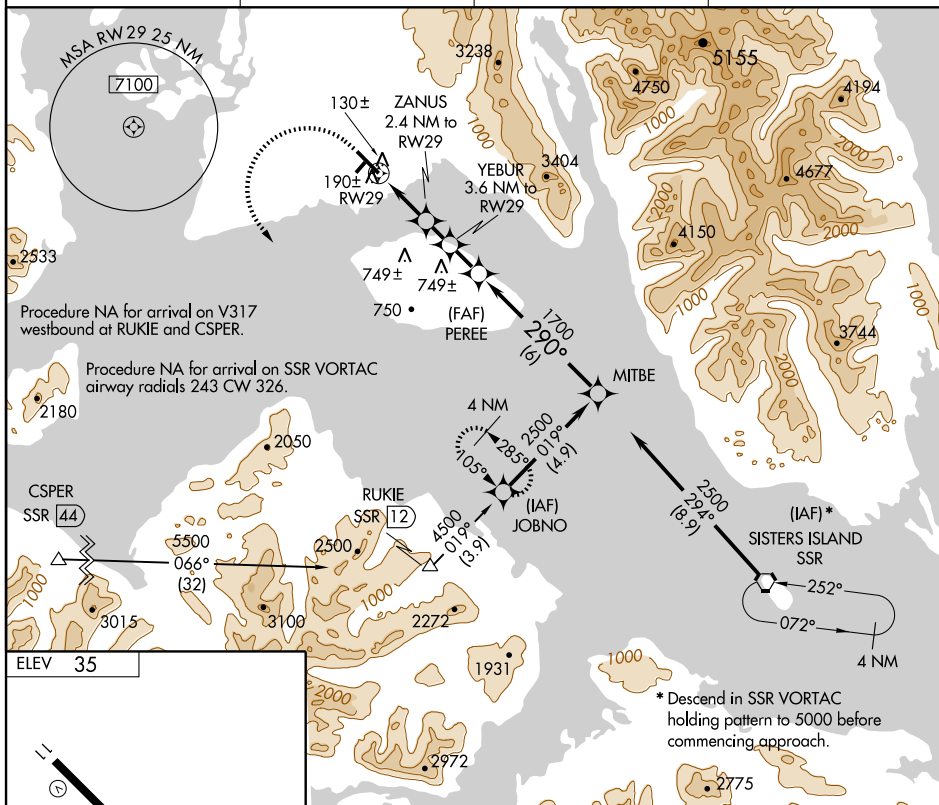 MSA RW29 25 NM
7100
3238
5155
4750
4194
1000
2000
130±
ZANUS
2.4 NM to
RW29
190±
RW29
YEBUR
3.6 NM to
RW29
3404
1000
4677
2000
2000
4150
1000
2533
749±
749±
750
(FAF)
PEREE
1700
290°
(6)
Procedure NA for arrival on V317
westbound at RUKIE and CSPER.
Procedure NA for arrival on SSR VORTAC
airway radials 243 CW 326.
3744
2000
2180
MITBE
4 NM
285°
105°
2500
019°
(4.9)
2050
(IAF)
JOBNO
CSPER
SSR 44
RUKIE
SSR 12
2500
4500
019°
(3.9)
5500
066°
(32)
2500
294°
(8.9)
(IAF) *
SISTERS ISLAND
SSR
252°
072°
4 NM
1000
3015
3100
1000
2272
1931
1000
ELEV 35
2000
* Descend in SSR VORTAC
holding pattern to 5000 before
commencing approach.
11
V
2972
2775